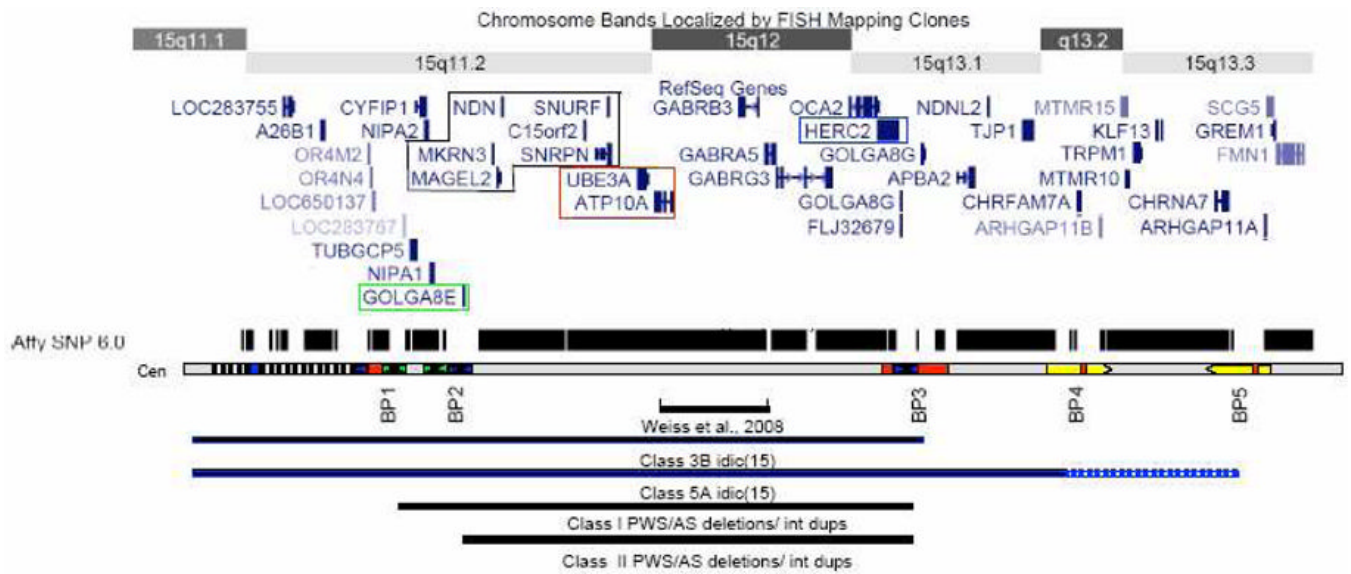 Chromosome Bands Localized by FISH Mapping Clones
15q11.1 15q12 q13.2
15q11.2 15q13.1 15q13.3
RefSeq Genes
LOC283755 CYFIP1 NDN SNURF GABRB3 OCA2 NDNL2 MTMR15 SCG5
A26B1 NIPA2 C15orf2 HERC2 TJP1 KLF13 GREM1
OR4M2 MKRN3 SNRPN GABRA5 GOLGA8G TRPM1 FMN1
OR4N4 MAGEL2 UBE3A GABRG3 APBA2 MTMR10
LOC650137 ATP10A GOLGA8G CHRFAM7A CHRNA7
LOC283767 FLJ32679 ARHGAP11B ARHGAP11A
TUBGCP5
NIPA1
GOLGA8E
Affy SNP 6.0
Cen
BP1 BP2 BP3 BP4 BP5
Weiss et al., 2008
Class 3B idic(15)
Class 5A idic(15)
Class I PWS/AS deletions/ int dups
Class II PWS/AS deletions/ int dups